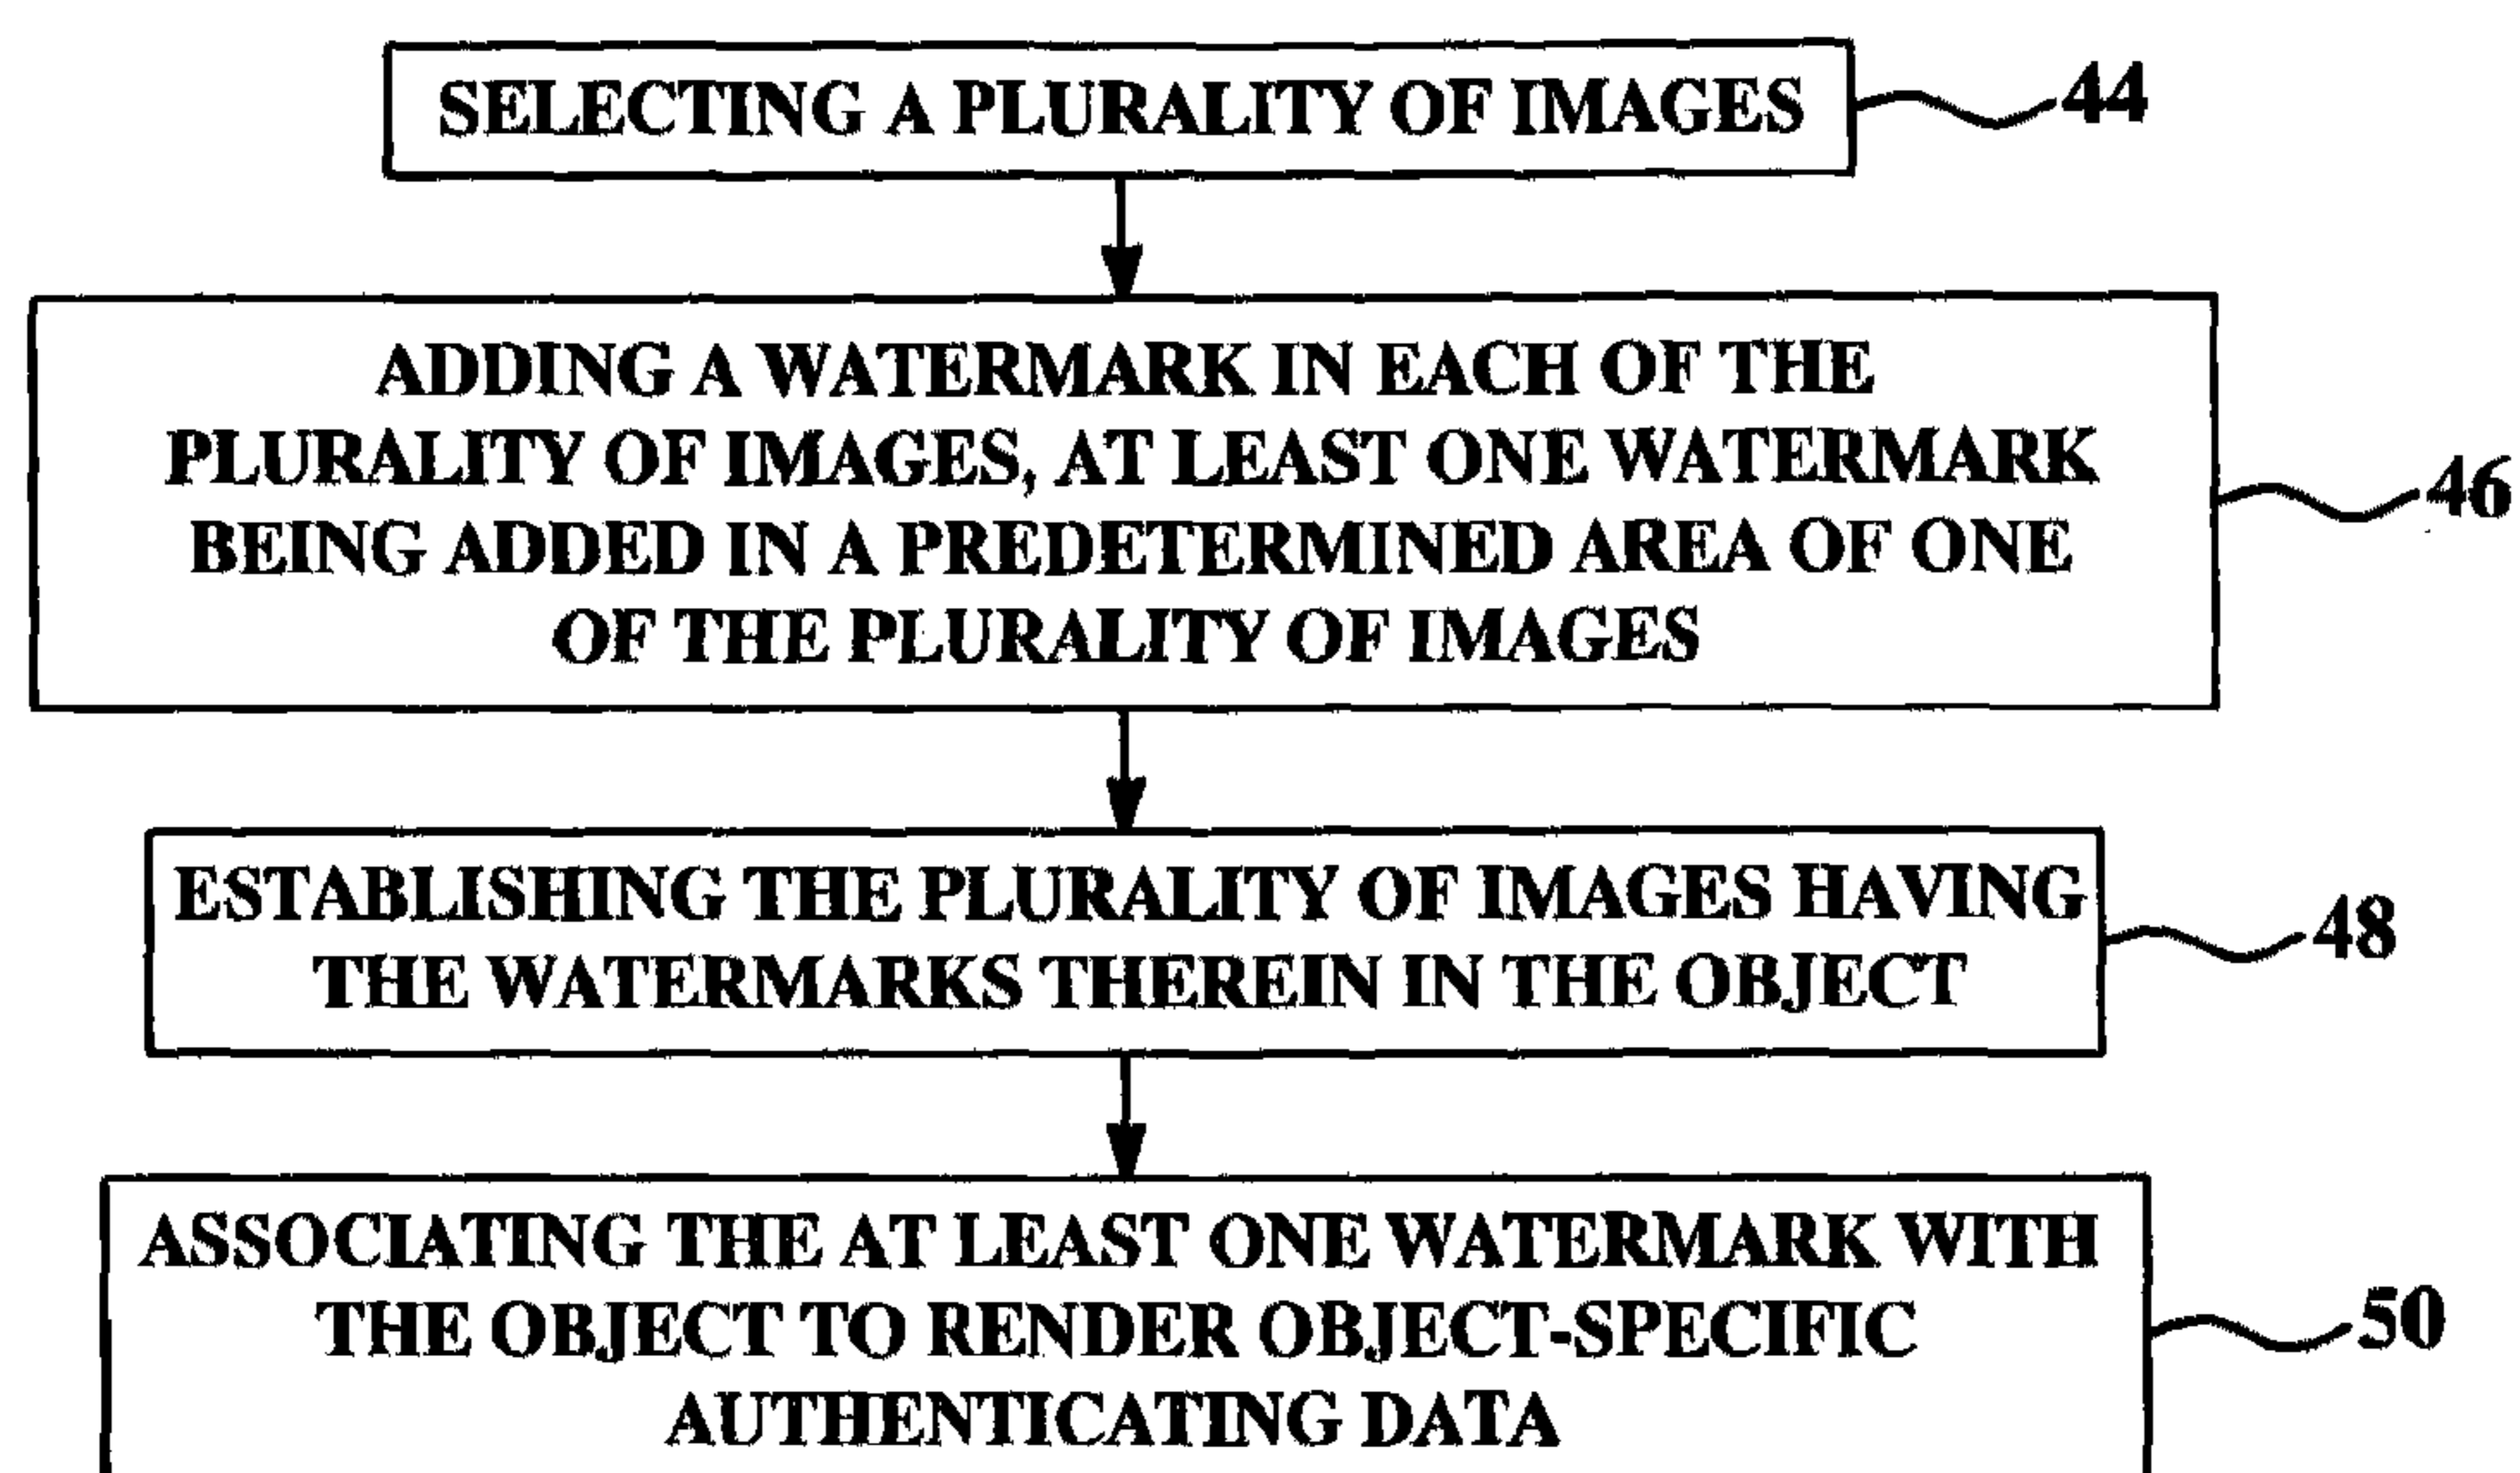 SELECTING A PLURALITY OF IMAGES
44
ADDING A WATERMARK IN EACH OF THE
PLURALITY OF IMAGES, AT LEAST ONE WATERMARK
BEING ADDED IN A PREDETERMINED AREA OF ONE
OF THE PLURALITY OF IMAGES
46
ESTABLISHING THE PLURALITY OF IMAGES HAVING
THE WATERMARKS THEREIN IN THE OBJECT
48
ASSOCIATING THE AT LEAST ONE WATERMARK WITH
THE OBJECT TO RENDER OBJECT-SPECIFIC
AUTHENTICATING DATA
50